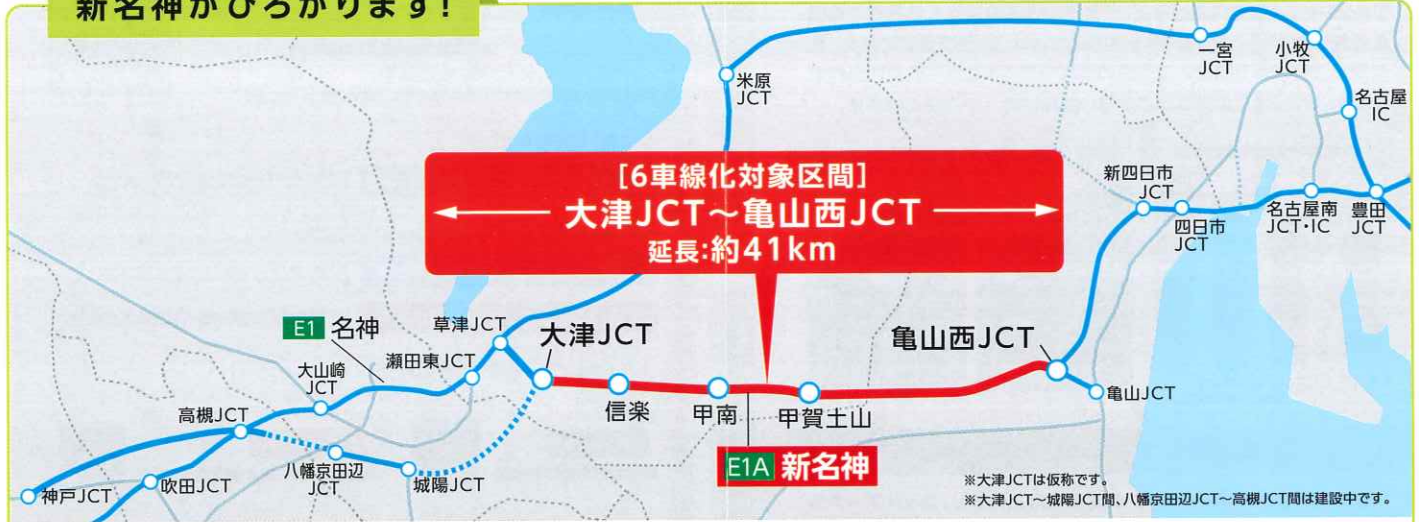 新名神がひろがります!
一宮
JCT
小牧
JCT
米原
JCT
名古屋
IC
[6車線化対象区間]
大津JCT～亀山西JCT
延長:約41km
新四日市
JCT
四日市
JCT
名古屋南
JCT・IC
豊田
JCT
E1 名神
草津JCT
大津JCT
亀山西JCT
瀬田東JCT
大山崎
JCT
高槻JCT
信楽
甲南
甲賀土山
亀山JCT
八幡京田辺
JCT
城陽JCT
吹田JCT
神戸JCT
E1A 新名神
※大津JCTは仮称です。
※大津JCT～城陽JCT間、八幡京田辺JCT～高槻JCT間は建設中です。